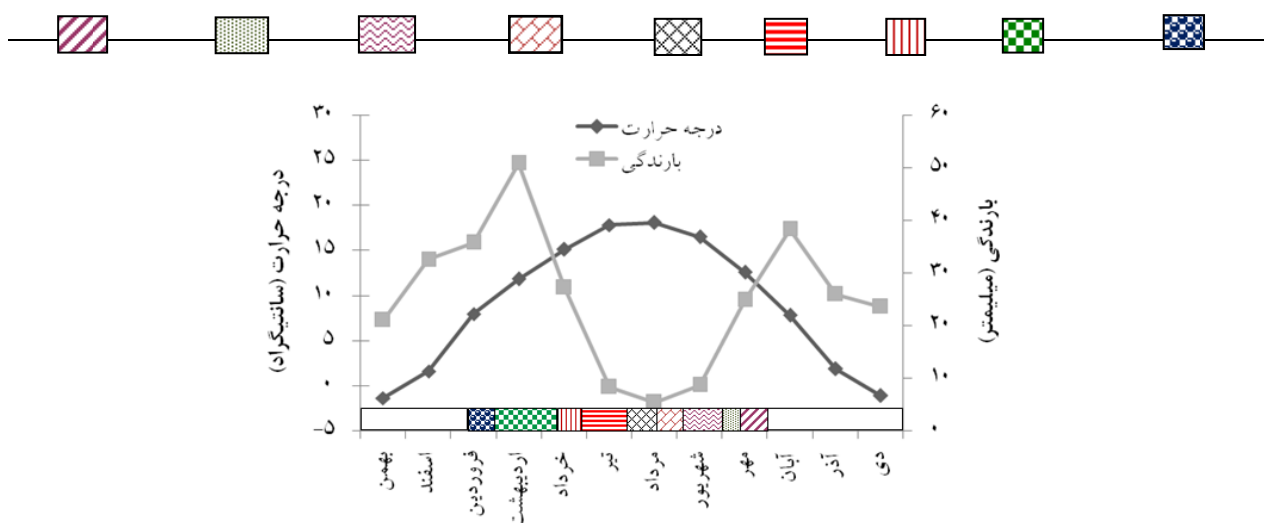 درجه حرارت
بارندگی
درجه حرارت (سانتیگراد)
۳۰
۲۵
۲۰
۱۵
۱۰
۵
۰
-۵
بارندگی (میلیمتر)
۶۰
۵۰
۴۰
۳۰
۲۰
۱۰
۰
بهمن
اسفند
فروردین
اردیبهشت
خرداد
تیر
مرداد
شهریور
مهر
آبان
آذر
دی